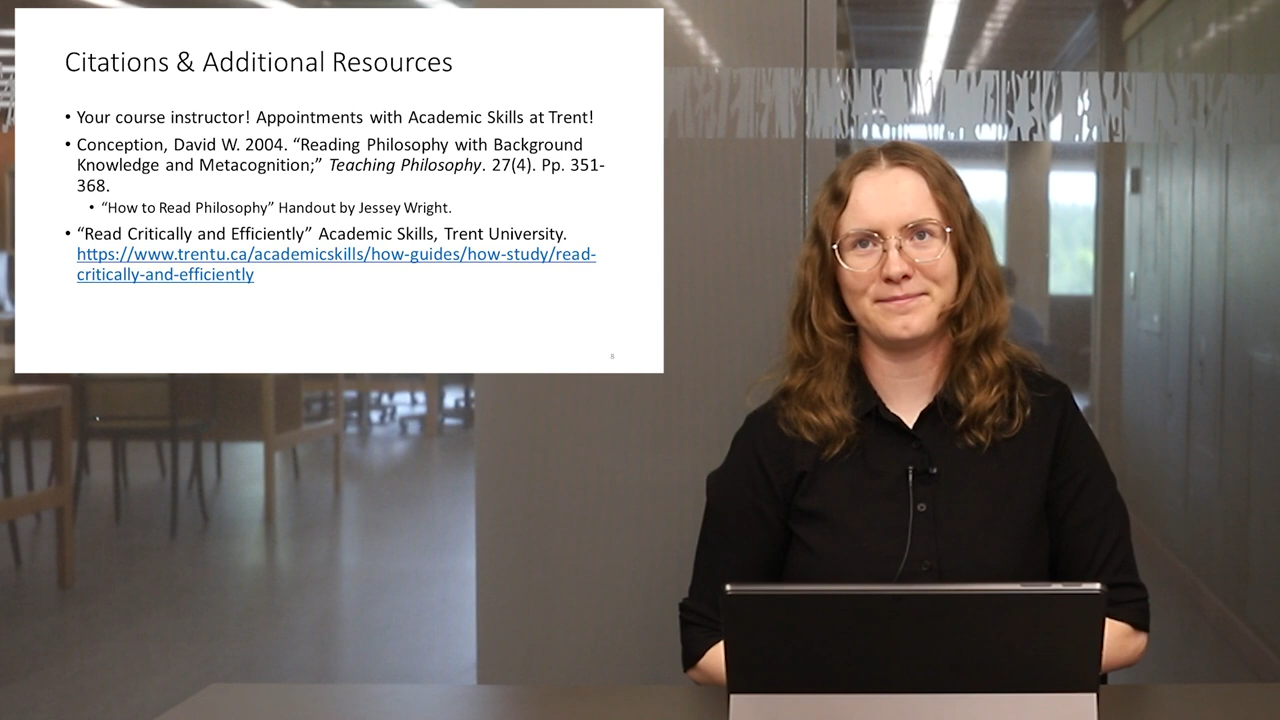 Citations & Additional Resources
• Your course instructor! Appointments with Academic Skills at Trent!
• Conception, David W. 2004. “Reading Philosophy with Background
Knowledge and Metacognition;” Teaching Philosophy. 27(4). Pp. 351-
368.
• “How to Read Philosophy” Handout by Jessey Wright.
• “Read Critically and Efficiently” Academic Skills, Trent University.
https://www.trentu.ca/academicskills/how-guides/how-study/read-
critically-and-efficiently
8